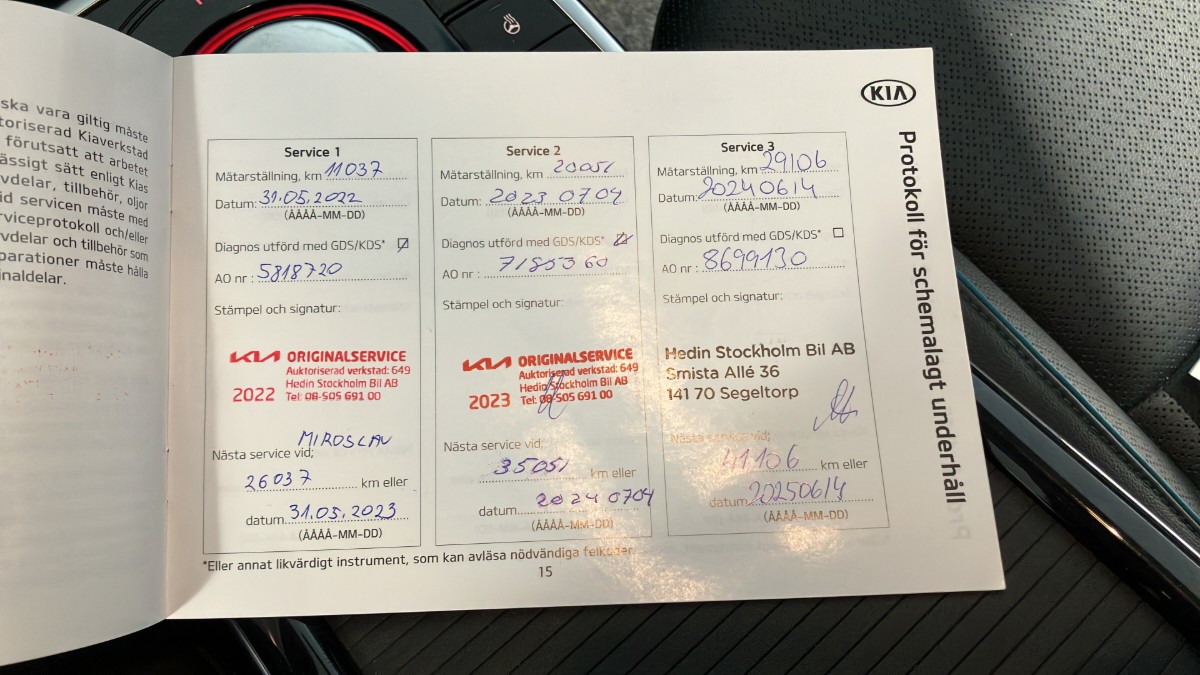 ska vara giltig måste
toriserad Kiaverkstad
förutsatt att arbetet
ässigt sätt enligt Kias
vdelar, tillbehör, oljor
id servicen måste med
rviceprotokoll och/eller
vdelar och tillbehör som
parationer måste hålla
inaldelar.
KIA
Protokoll för schemalagt underhåll
Service 1
Mätarställning, km 11037
Datum: 31.05.2022
(ÅÅÅÅ-MM-DD)
Diagnos utförd med GDS/KDS*
AO nr : 5818720
Stämpel och signatur:
KIA ORIGINALSERVICE
Auktoriserad verkstad: 649
Hedin Stockholm Bil AB
2022 Tel: 08-505 691 00
MIROSLAV
Nästa service vid;
26037 km eller
datum 31.05.2023
(ÅÅÅÅ-MM-DD)
Service 2
Mätarställning, km 20051
Datum: 2023 07 04
(ÅÅÅÅ-MM-DD)
Diagnos utförd med GDS/KDS*
AO nr : 7185360
Stämpel och signatur:
KIA ORIGINALSERVICE
Auktoriserad verkstad: 649
Hedin Stockholm Bil AB
2023 Tel: 08-505 691 00
Nästa service vid;
35051 km eller
datum 2024 0704
(ÅÅÅÅ-MM-DD)
Service 3
Mätarställning, km 29106
Datum: 20240614
(ÅÅÅÅ-MM-DD)
Diagnos utförd med GDS/KDS*
AO nr : 8699130
Stämpel och signatur:
Hedin Stockholm Bil AB
Smista Allé 36
141 70 Segeltorp
Nästa service vid;
41106 km eller
datum 20250614
(ÅÅÅÅ-MM-DD)
*Eller annat likvärdigt instrument, som kan avläsa nödvändiga felkoder
15